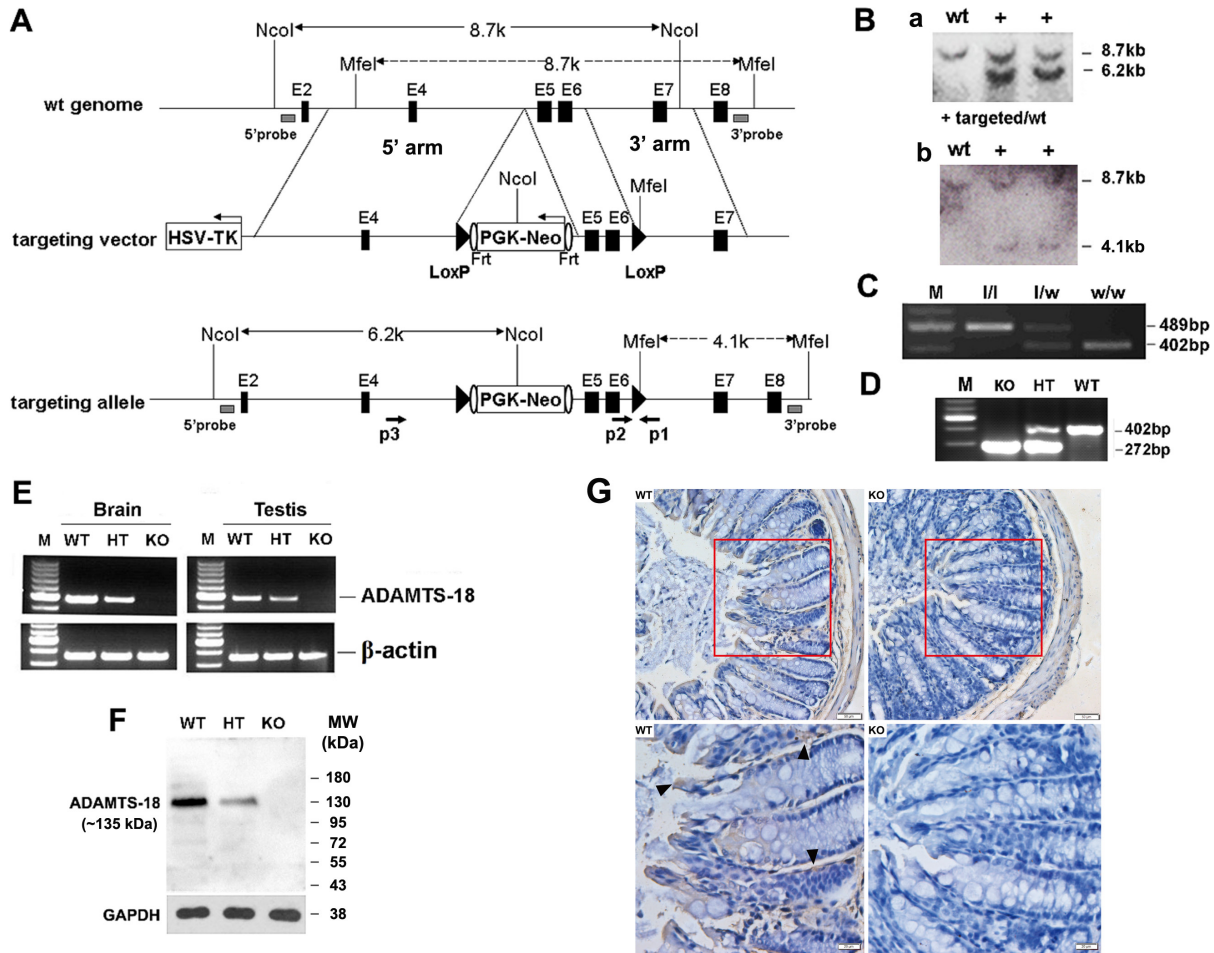 A
NcoI 8.7k NcoI
MfeI 8.7k MfeI
E2 E4 E5 E6 E7 E8
wt genome
5'probe 5' arm 3' arm 3'probe
NcoI MfeI
E4 E5 E6 E7
targeting vector HSV-TK PGK-Neo
Frt Frt
LoxP LoxP
NcoI 6.2k NcoI MfeI 4.1k MfeI
E2 E4 E5 E6 E7 E8
targeting allele PGK-Neo
5'probe p3 p2 p1 3'probe
B
a wt + +
8.7kb
6.2kb
+ targeted/wt
b wt + +
8.7kb
4.1kb
C
M l/l l/w w/w
489bp
402bp
D
M KO HT WT
402bp
272bp
E
Brain Testis
M WT HT KO M WT HT KO
ADAMTS-18
β-actin
F
WT HT KO MW
(kDa)
180
ADAMTS-18 130
(~135 kDa) 95
72
55
43
GAPDH 38
G
WT KO
WT KO